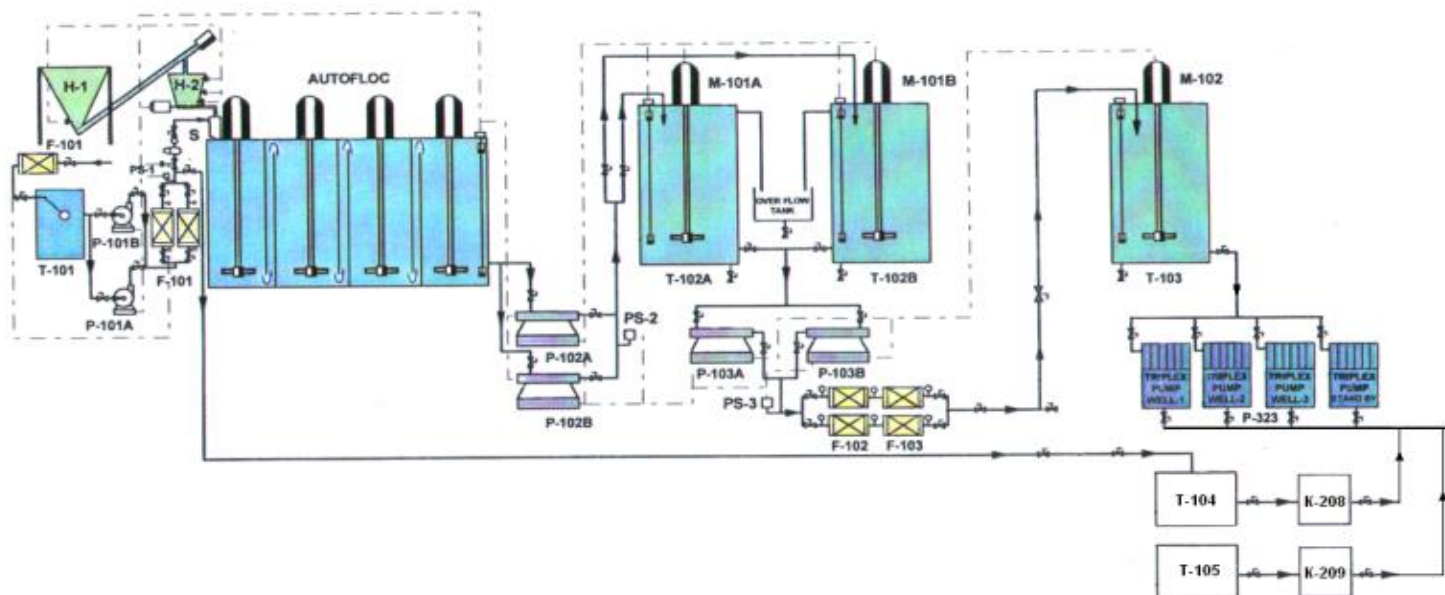 H-1
H-2
AUTOFLOC
M-101A
M-101B
M-102
F-101
S
PS-1
OVER FLOW
TANK
P-101B
T-101
F-101
T-102A
T-102B
T-103
P-101A
PS-2
P-102A
P-103A
P-103B
P-102B
PS-3
F-102
F-103
TRIPLEX
PUMP
WELL-1
TRIPLEX
PUMP
WELL-2
TRIPLEX
PUMP
WELL-3
TRIPLEX
PUMP
STAND BY
P-323
T-104
K-208
T-105
K-209